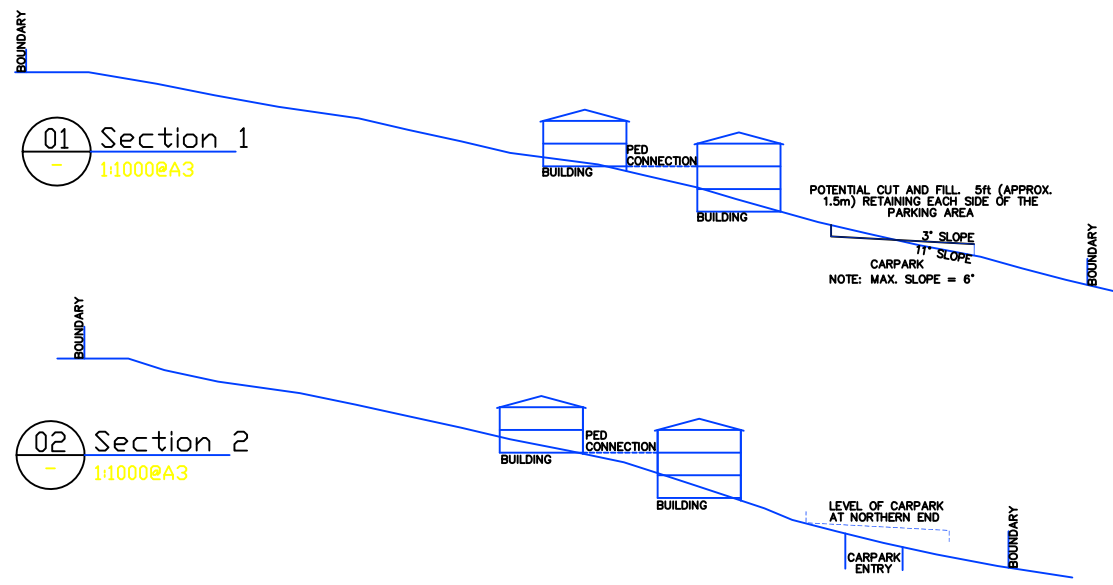 BOUNDARY
01
-
Section 1
1:1000@A3
PED
CONNECTION
BUILDING
BUILDING
POTENTIAL CUT AND FILL. 5ft (APPROX.
1.5m) RETAINING EACH SIDE OF THE
PARKING AREA
3° SLOPE
11° SLOPE
CARPARK
NOTE: MAX. SLOPE = 6°
BOUNDARY
BOUNDARY
02
-
Section 2
1:1000@A3
PED
CONNECTION
BUILDING
BUILDING
LEVEL OF CARPARK
AT NORTHERN END
CARPARK
ENTRY
BOUNDARY